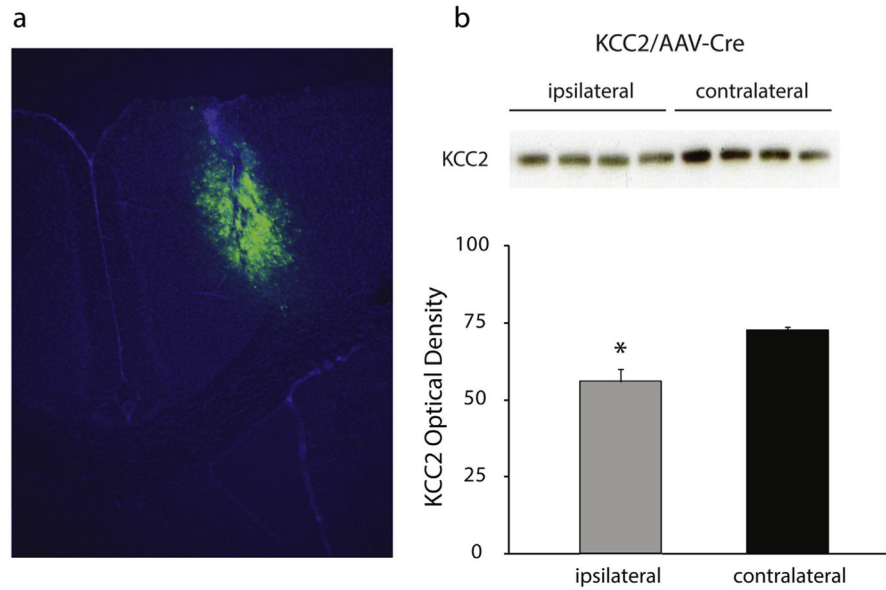 a
b
KCC2/AAV-Cre
ipsilateral contralateral
KCC2
100
75
50
25
0
KCC2 Optical Density
*
ipsilateral contralateral